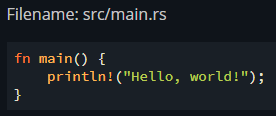 Filename: src/main.rs
fn main() {
    println!("Hello, world!");
}